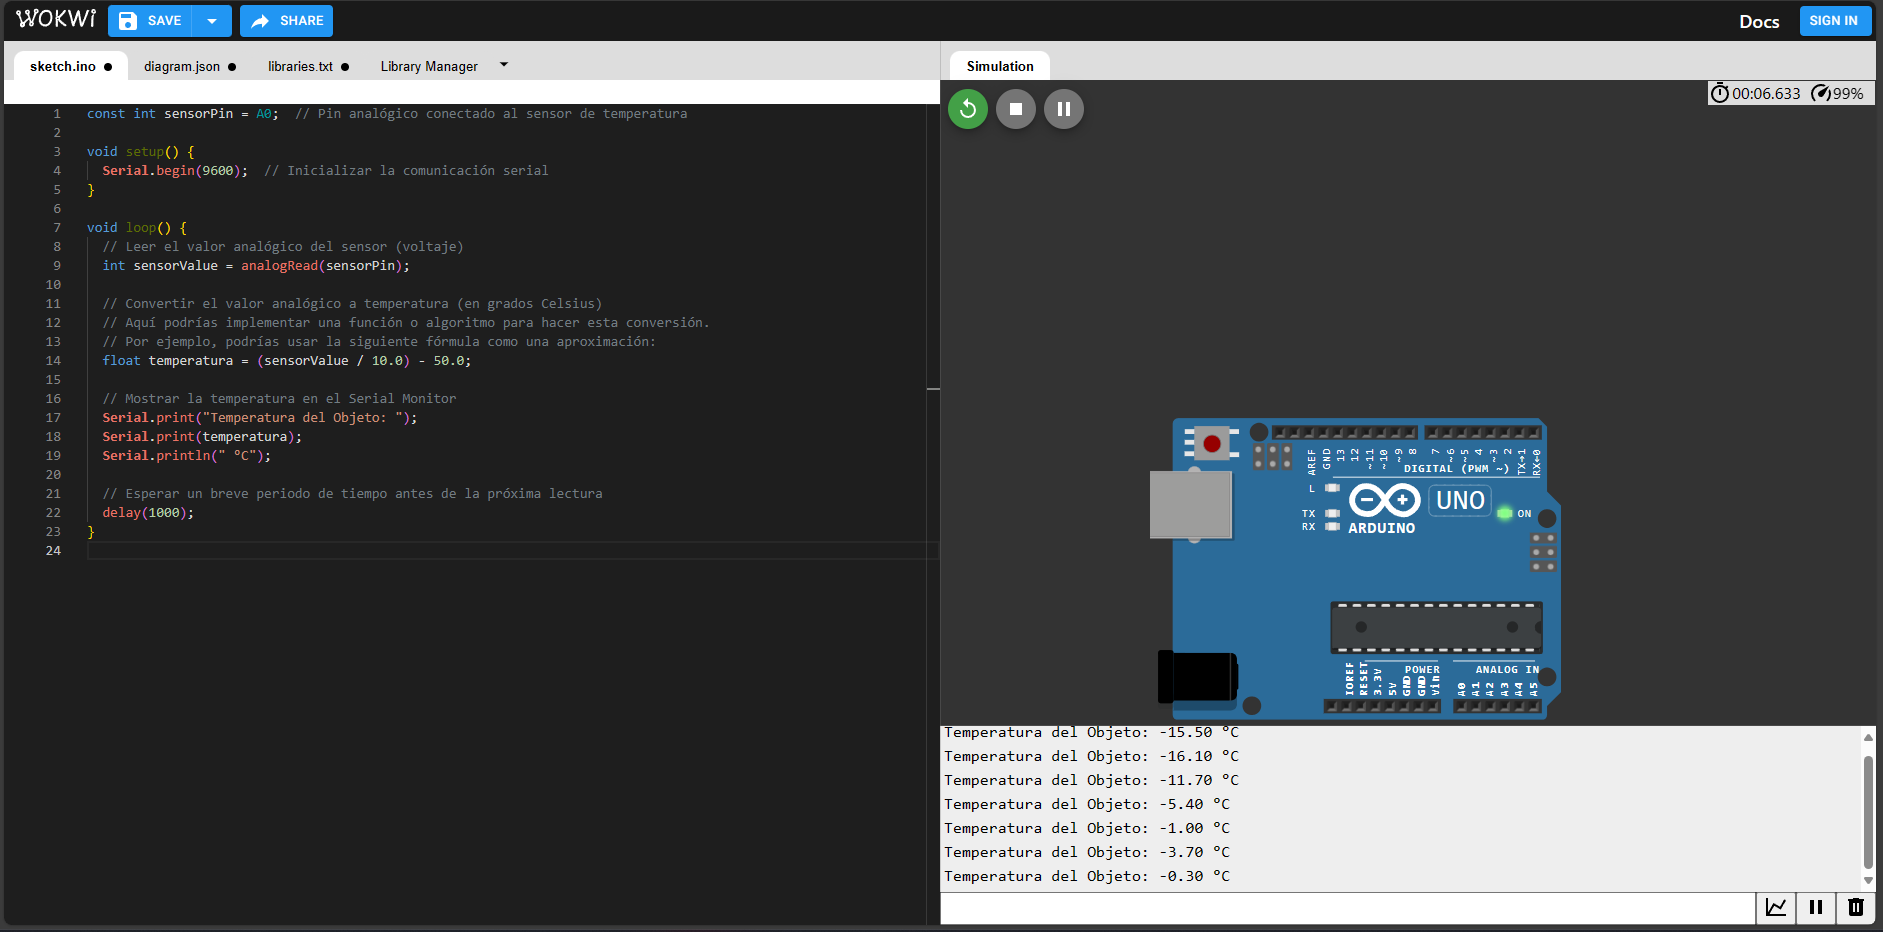 WOKWI SAVE SHARE Docs SIGN IN
sketch.ino ● diagram.json ● libraries.txt ● Library Manager
Simulation
00:06.633 99%
1 const int sensorPin = A0;  // Pin analógico conectado al sensor de temperatura
2
3 void setup() {
4 Serial.begin(9600);  // Inicializar la comunicación serial
5 }
6
7 void loop() {
8 // Leer el valor analógico del sensor (voltaje)
9 int sensorValue = analogRead(sensorPin);
10
11 // Convertir el valor analógico a temperatura (en grados Celsius)
12 // Aquí podrías implementar una función o algoritmo para hacer esta conversión.
13 // Por ejemplo, podrías usar la siguiente fórmula como una aproximación:
14 float temperatura = (sensorValue / 10.0) - 50.0;
15
16 // Mostrar la temperatura en el Serial Monitor
17 Serial.print("Temperatura del Objeto: ");
18 Serial.print(temperatura);
19 Serial.println(" °C");
20
21 // Esperar un breve periodo de tiempo antes de la próxima lectura
22 delay(1000);
23 }
24
AREF GND 13 12 ~11 ~10 ~9 8 7 ~6 ~5 4 ~3 2 TX→1 RX←0
DIGITAL (PWM ~)
L
UNO
TX ON
RX ARDUINO
POWER ANALOG IN
IOREF RESET 3.3V 5V GND GND Vin A0 A1 A2 A3 A4 A5
Temperatura del Objeto: -15.50 °C
Temperatura del Objeto: -16.10 °C
Temperatura del Objeto: -11.70 °C
Temperatura del Objeto: -5.40 °C
Temperatura del Objeto: -1.00 °C
Temperatura del Objeto: -3.70 °C
Temperatura del Objeto: -0.30 °C